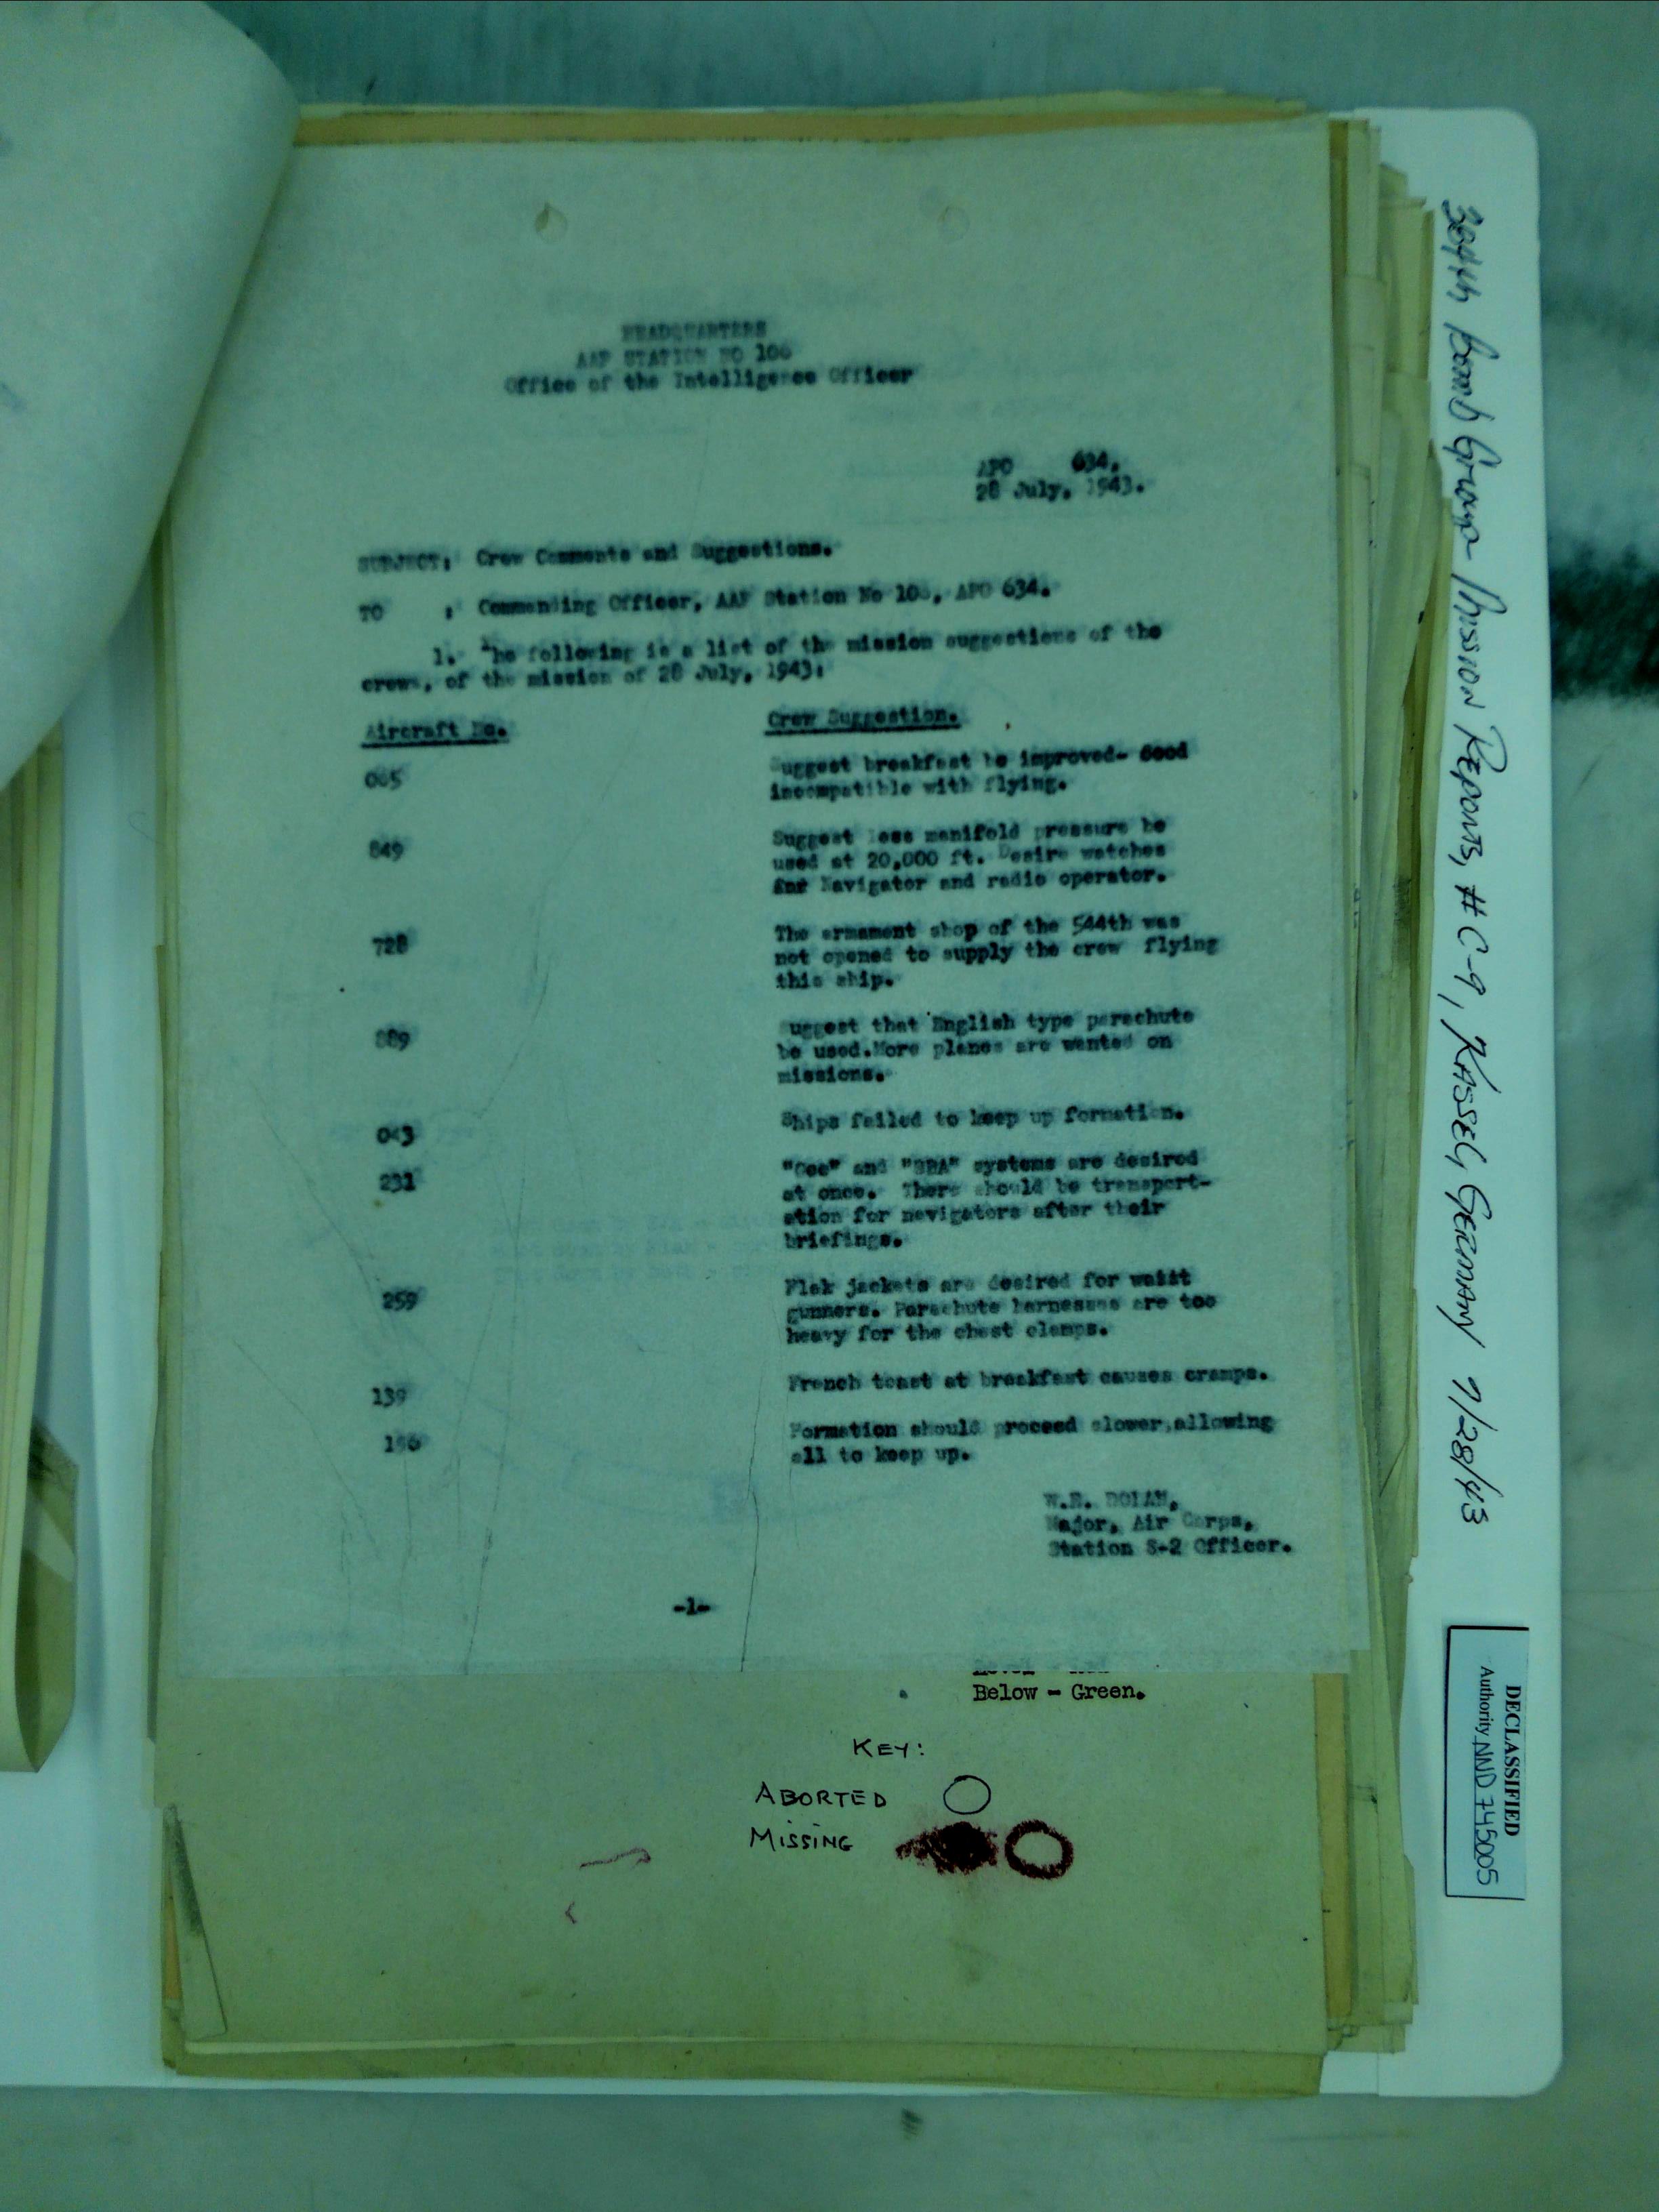 HEADQUARTERS
AAF STATION NO 106
Office of the Intelligence Officer
APO 634,
28 July, 1943.
SUBJECT: Crew Comments and Suggestions.
TO : Commanding Officer, AAF Station No 106, APO 634.
1. The following is a list of the mission suggestions of the
crews, of the mission of 28 July, 1943:
Aircraft No. Crew Suggestion.
065 Suggest breakfast be improved- Food
incompatible with flying.
849 Suggest less manifold pressure be
used at 20,000 ft. Desire watches
for Navigator and radio operator.
728 The armament shop of the 544th was
not opened to supply the crew flying
this ship.
889 Suggest that English type parachute
be used.More planes are wanted on
missions.
043 Ships failed to keep up formation.
231 "Gee" and "SBA" systems are desired
at once. There should be transport-
ation for navigators after their
briefings.
259 Flak jackets are desired for waist
gunners. Parachute harnesses are too
heavy for the chest clamps.
139 French toast at breakfast causes cramps.
196 Formation should proceed slower,allowing
all to keep up.
W.E. DOLAN,
Major, Air Corps,
Station S-2 Officer.
-1-
Below - Green.
KEY:
ABORTED
MISSING
384th Bomb Group Mission Reports, #C-9, KASSEL, GERMANY 7/28/43
DECLASSIFIED
Authority NND 745005